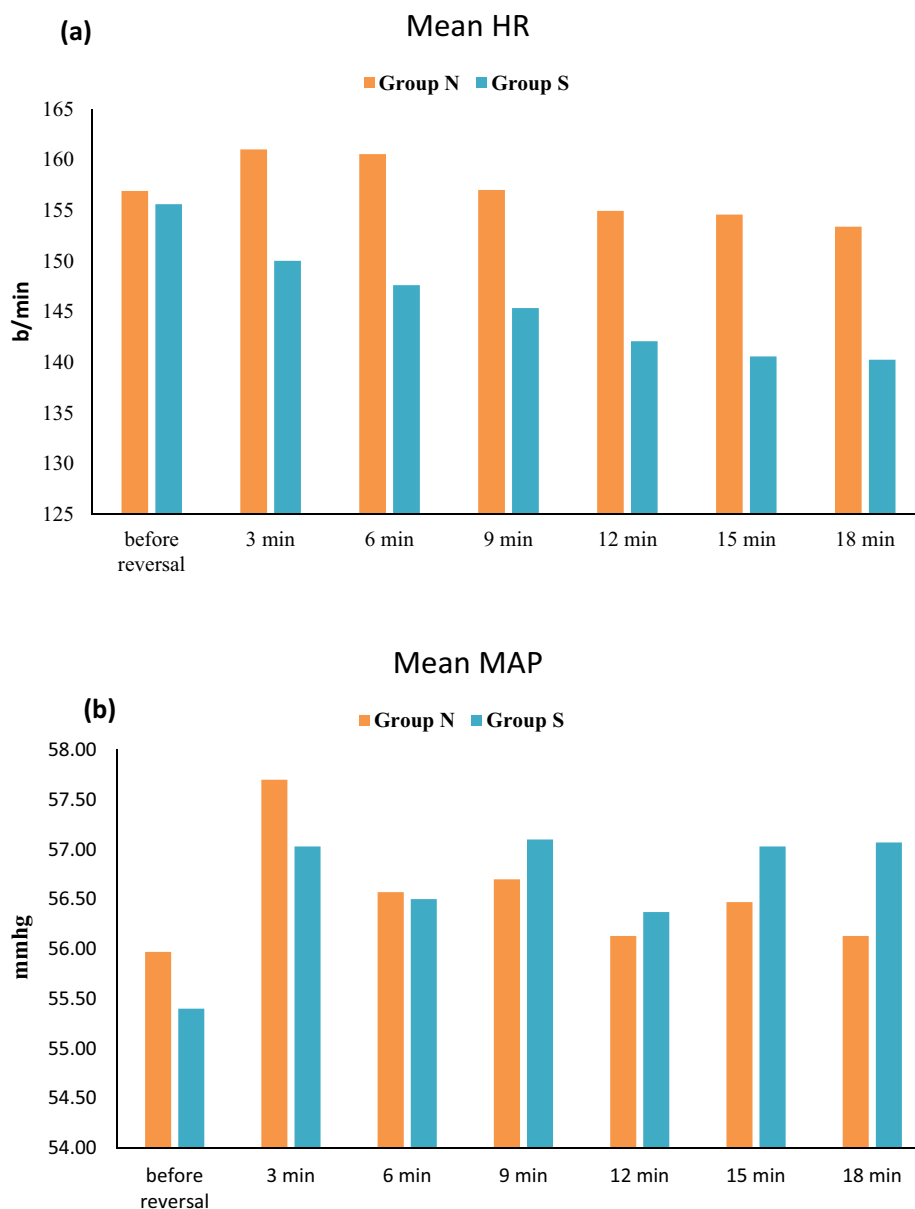 (a)
Mean HR
Group N Group S
165
160
155
150
145
140
135
130
125
b/min
before reversal 3 min 6 min 9 min 12 min 15 min 18 min
Mean MAP
(b)
Group N Group S
58.00
57.50
57.00
56.50
56.00
55.50
55.00
54.50
54.00
mmhg
before reversal 3 min 6 min 9 min 12 min 15 min 18 min